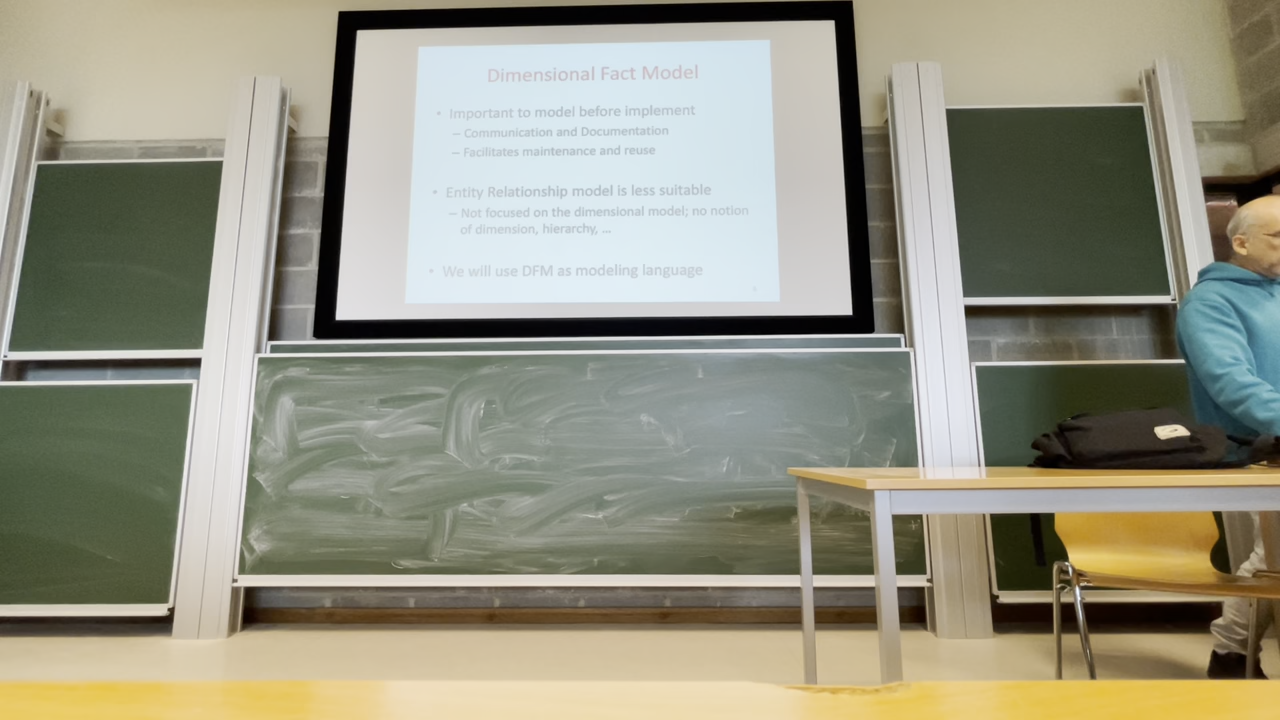 Dimensional Fact Model
• Important to model before implement
– Communication and Documentation
– Facilitates maintenance and reuse
• Entity Relationship model is less suitable
– Not focused on the dimensional model; no notion
of dimension, hierarchy, ...
• We will use DFM as modeling language